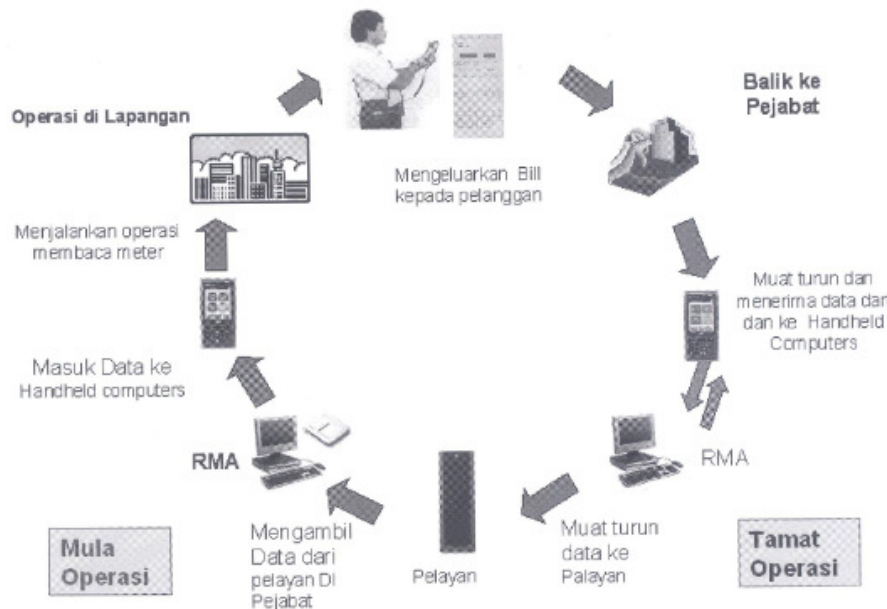 Operasi di Lapangan
Mengeluarkan Bill
kepada pelanggan
Balik ke
Pejabat
Menjalankan operasi
membaca meter
Muat turun dan
menerima data dar
dan ke Handheld
Computers
Masuk Data ke
Handheld computers
RMA
RMA
Mula
Operasi
Mengambil
Data dari
pelayan Di
Pejabat
Pelayan
Muat turun
data ke
Palayan
Tamat
Operasi